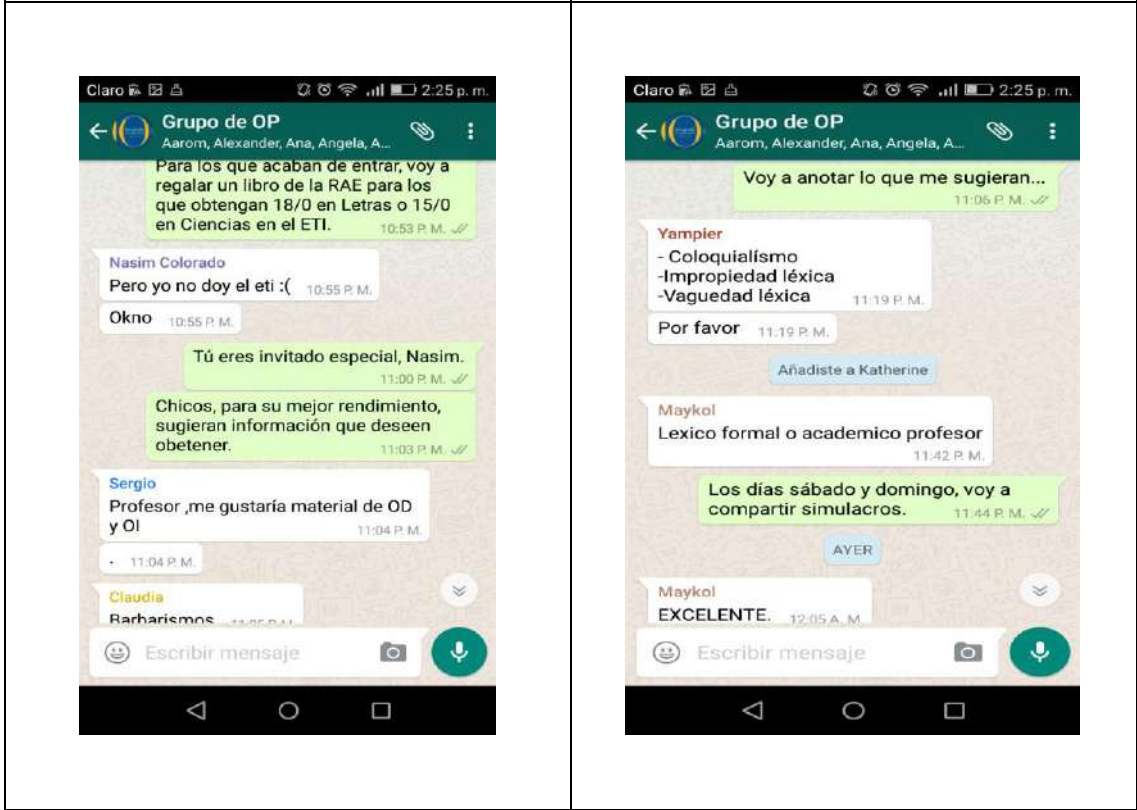 Claro 2:25 p. m.
Grupo de OP
Aarom, Alexander, Ana, Angela, A...
Para los que acaban de entrar, voy a
regalar un libro de la RAE para los
que obtengan 18/0 en Letras o 15/0
en Ciencias en el ETI. 10:53 P. M.
Nasim Colorado
Pero yo no doy el eti :( 10:55 P. M.
Okno 10:55 P. M.
Tú eres invitado especial, Nasim.
11:00 P. M.
Chicos, para su mejor rendimiento,
sugieran información que deseen
obetener. 11:03 P. M.
Sergio
Profesor ,me gustaría material de OD
y OI 11:04 P. M.
. 11:04 P. M.
Claudia
Barbarismos
Escribir mensaje
Claro 2:25 p. m.
Grupo de OP
Aarom, Alexander, Ana, Angela, A...
Voy a anotar lo que me sugieran...
11:06 P. M.
Yampier
- Coloquialísmo
-Impropiedad léxica
-Vaguedad léxica 11:19 P. M.
Por favor 11:19 P. M.
Añadiste a Katherine
Maykol
Lexico formal o academico profesor
11:42 P. M.
Los días sábado y domingo, voy a
compartir simulacros. 11:44 P. M.
AYER
Maykol
EXCELENTE. 12:05 A. M.
Escribir mensaje